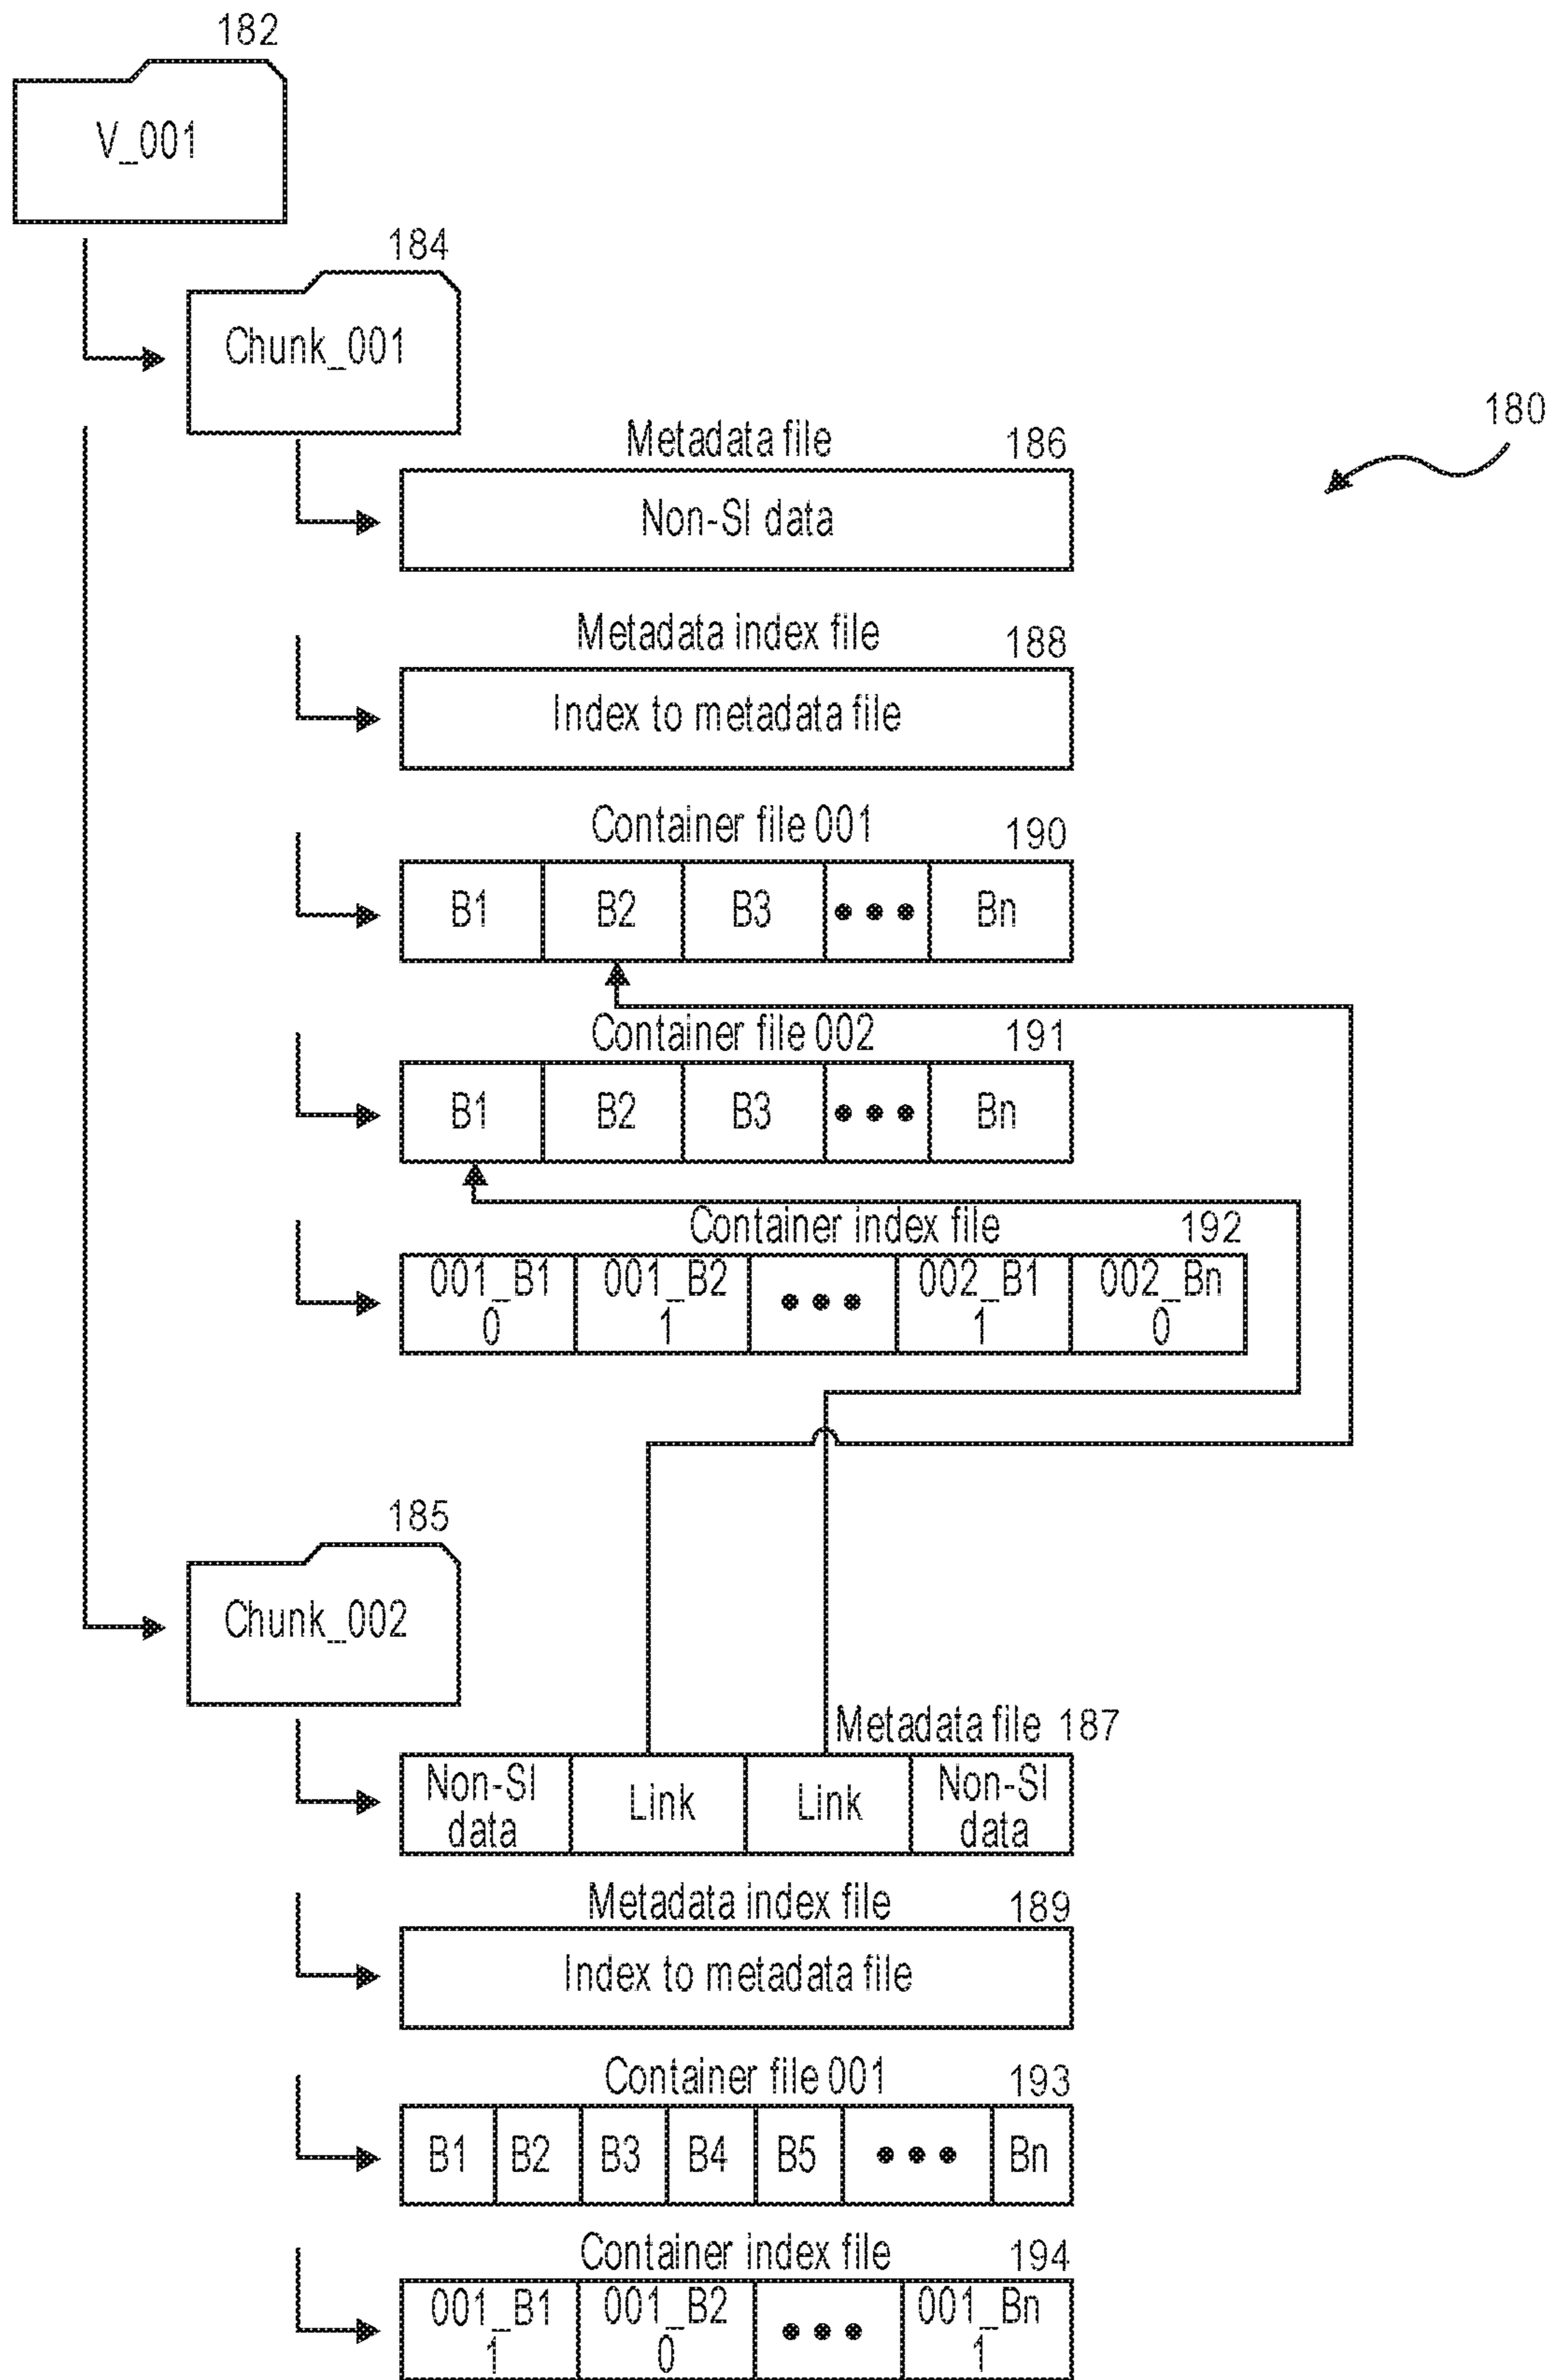 182
V_001
184
Chunk_001
180
Metadata file 186
Non-SI data
Metadata index file 188
Index to metadata file
Container file 001 190
B1 B2 B3 ••• Bn
Container file 002 191
B1 B2 B3 ••• Bn
Container index file 192
001_B1 001_B2 ••• 002_B1 002_Bn
0 1 1 0
185
Chunk_002
Metadata file 187
Non-SI Link Link Non-SI
data data
Metadata index file 189
Index to metadata file
Container file 001 193
B1 B2 B3 B4 B5 ••• Bn
Container index file 194
001_B1 001_B2 ••• 001_Bn
1 0 1